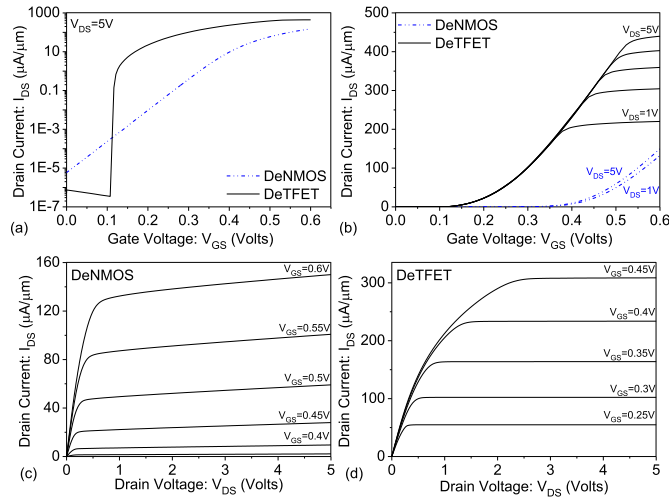 V_DS=5V
1000
10
0.1
1E-3
1E-5
1E-7
0.0 0.1 0.2 0.3 0.4 0.5 0.6
Drain Current: I_DS (μA/μm)
Gate Voltage: V_GS (Volts)
DeNMOS
DeTFET
(a)
DeNMOS
DeTFET
V_DS=5V
V_DS=1V
V_DS=5V
V_DS=1V
500
400
300
200
100
0
0.0 0.1 0.2 0.3 0.4 0.5 0.6
Drain Current: I_DS (μA/μm)
Gate Voltage: V_GS (Volts)
(b)
DeNMOS
V_GS=0.6V
V_GS=0.55V
V_GS=0.5V
V_GS=0.45V
V_GS=0.4V
160
120
80
40
0
0 1 2 3 4 5
Drain Current: I_DS (μA/μm)
Drain Voltage: V_DS (Volts)
(c)
DeTFET
V_GS=0.45V
V_GS=0.4V
V_GS=0.35V
V_GS=0.3V
V_GS=0.25V
300
200
100
0
0 1 2 3 4 5
Drain Current: I_DS (μA/μm)
Drain Voltage: V_DS (Volts)
(d)